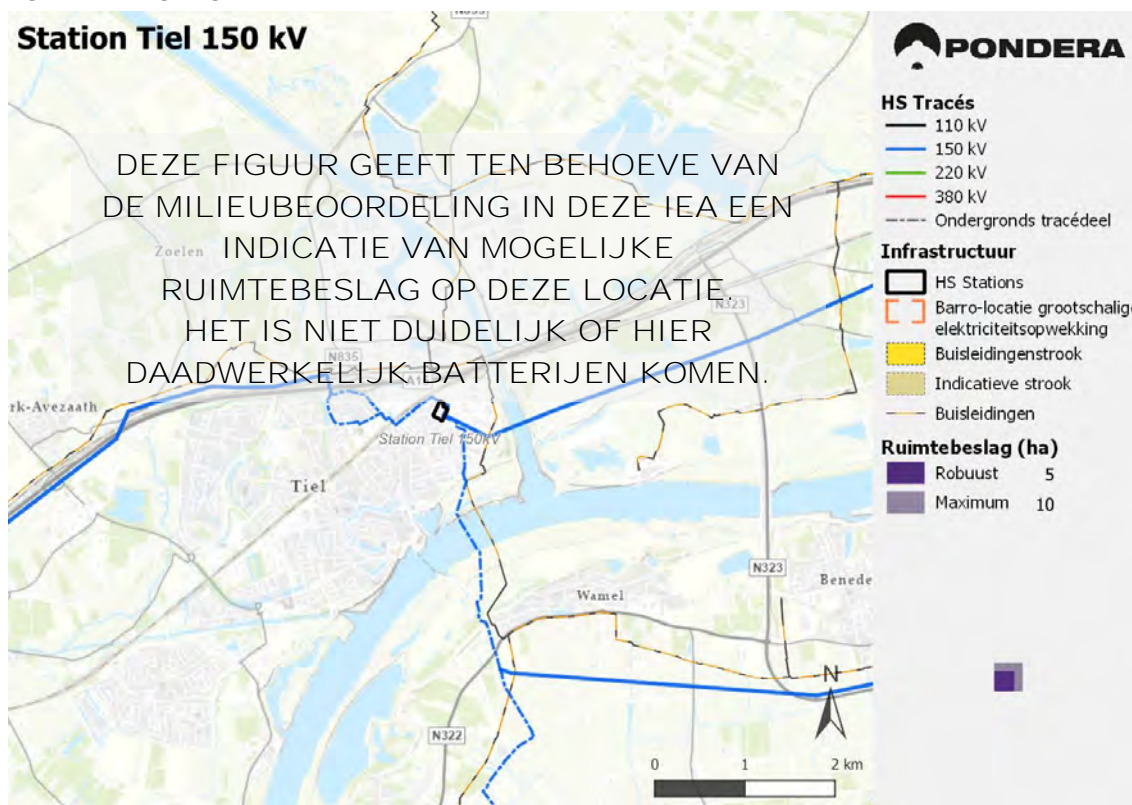 Station Tiel 150 kV
PONDERA
DEZE FIGUUR GEEFT TEN BEHOEVE VAN
DE MILIEUBEOORDELING IN DEZE IEA EEN
INDICATIE VAN MOGELIJKE
RUIMTEBESLAG OP DEZE LOCATIE.
HET IS NIET DUIDELIJK OF HIER
DAADWERKELIJK BATTERIJEN KOMEN.
Zoelen
N323
N835
rk-Avezaath
Station Tiel 150kV
Tiel
N323
Benede
Wamel
N322
N
0 1 2 km
HS Tracés
110 kV
150 kV
220 kV
380 kV
Ondergronds tracédeel
Infrastructuur
HS Stations
Barro-locatie grootschalige
elektriciteitsopwekking
Buisleidingenstrook
Indicatieve strook
Buisleidingen
Ruimtebeslag (ha)
Robuust 5
Maximum 10